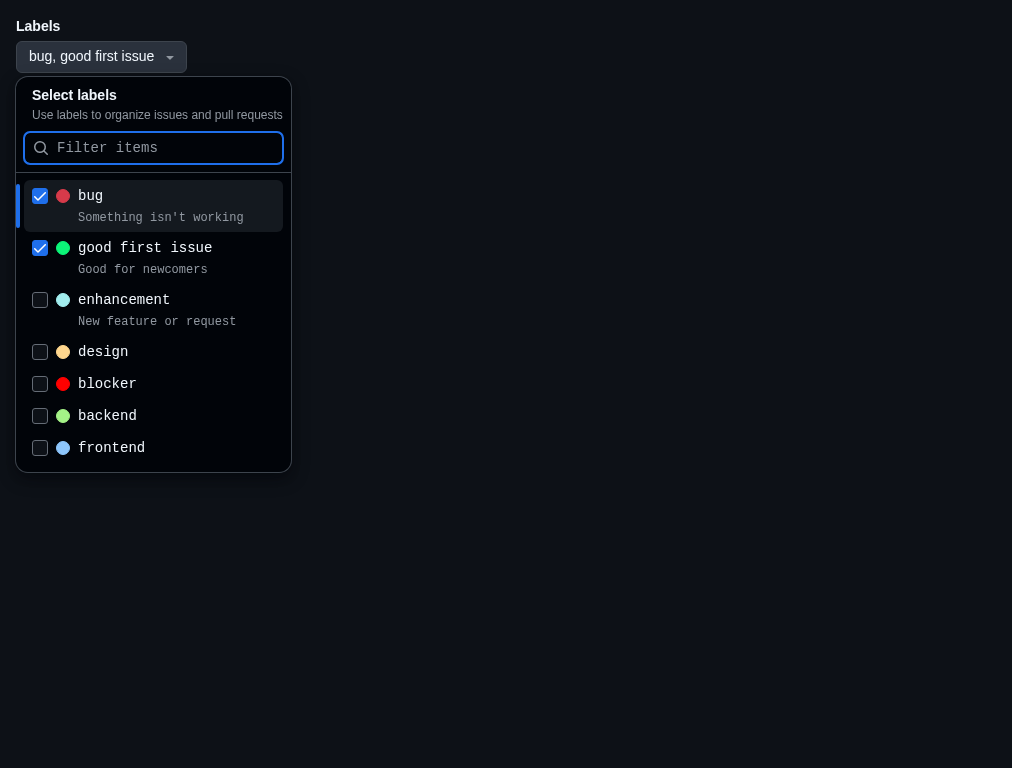 Labels
bug, good first issue
Select labels
Use labels to organize issues and pull requests
Filter items
bug
Something isn't working
good first issue
Good for newcomers
enhancement
New feature or request
design
blocker
backend
frontend